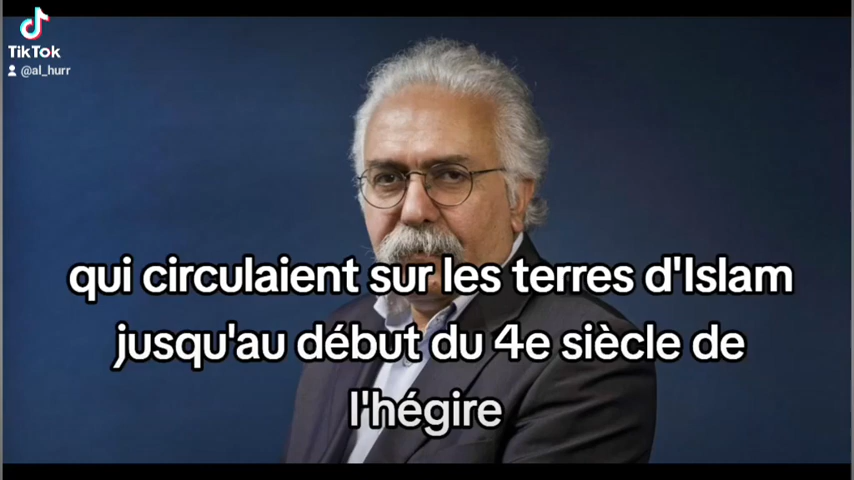 TikTok
@al_hurr
qui circulaient sur les terres d'Islam
jusqu'au début du 4e siècle de
l'hégire